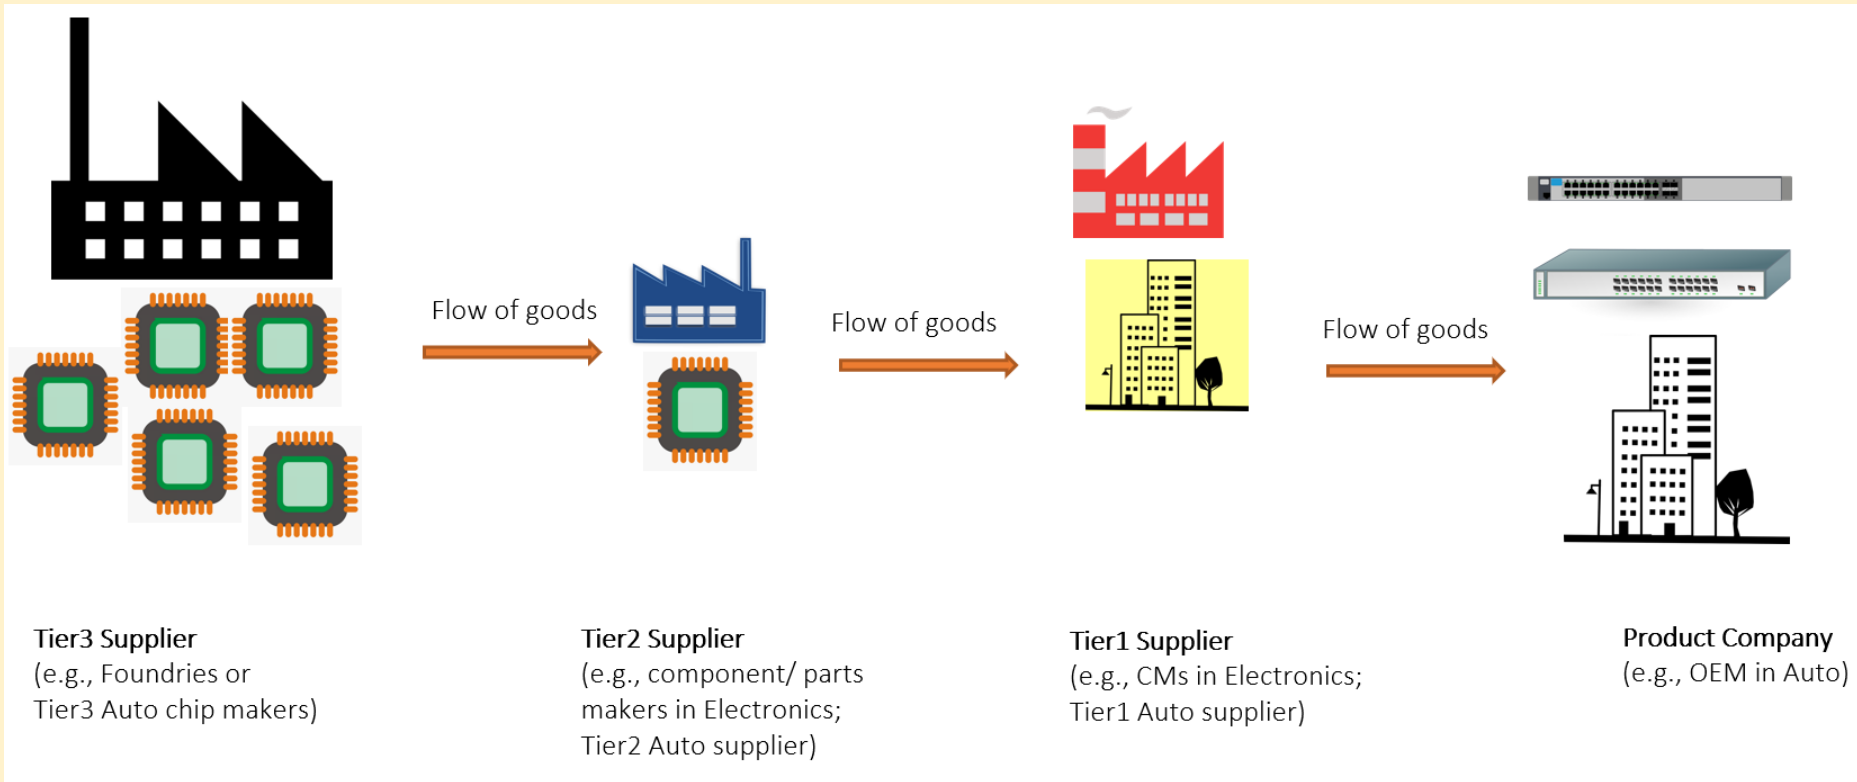 Flow of goods
Flow of goods
Flow of goods
Tier3 Supplier
(e.g., Foundries or
Tier3 Auto chip makers)
Tier2 Supplier
(e.g., component/ parts
makers in Electronics;
Tier2 Auto supplier)
Tier1 Supplier
(e.g., CMs in Electronics;
Tier1 Auto supplier)
Product Company
(e.g., OEM in Auto)